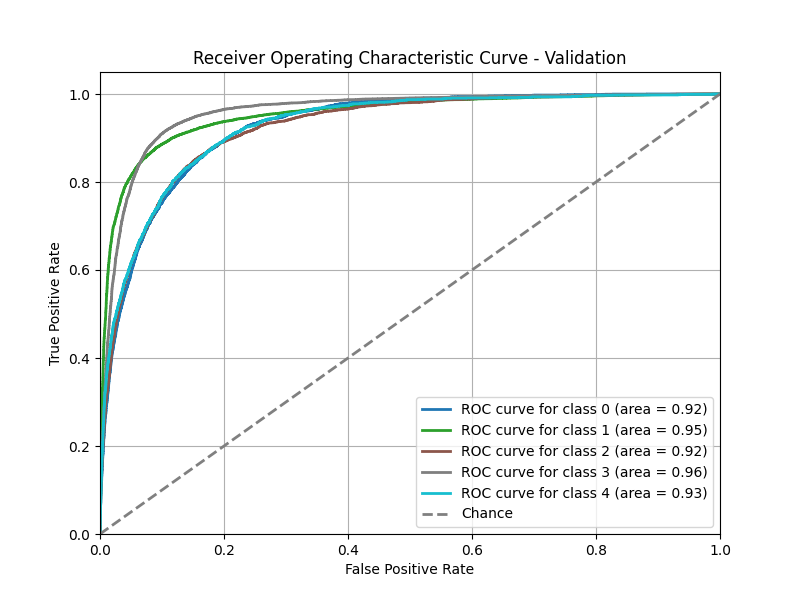 Receiver Operating Characteristic Curve - Validation
True Positive Rate
1.0
0.8
0.6
0.4
0.2
0.0
ROC curve for class 0 (area = 0.92)
ROC curve for class 1 (area = 0.95)
ROC curve for class 2 (area = 0.92)
ROC curve for class 3 (area = 0.96)
ROC curve for class 4 (area = 0.93)
Chance
0.0 0.2 0.4 0.6 0.8 1.0
False Positive Rate